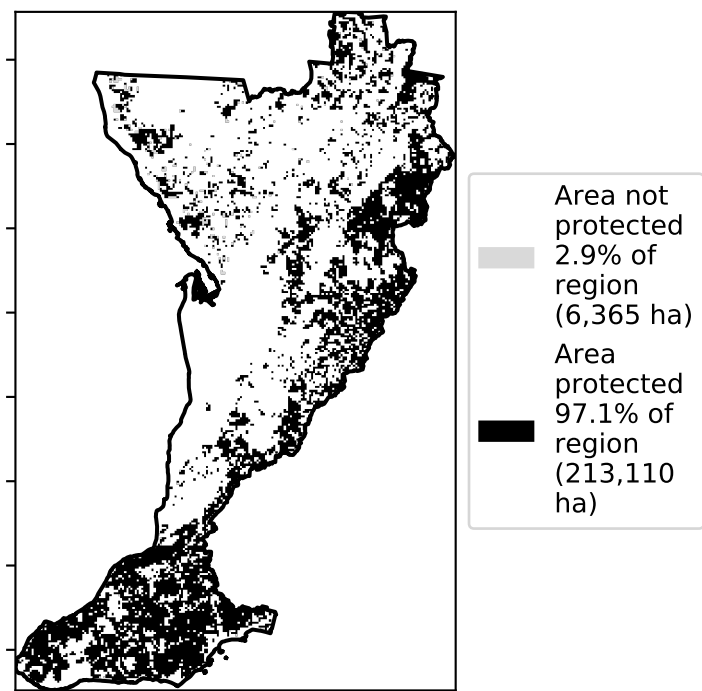 Area not
protected
2.9% of
region
(6,365 ha)
Area
protected
97.1% of
region
(213,110
ha)